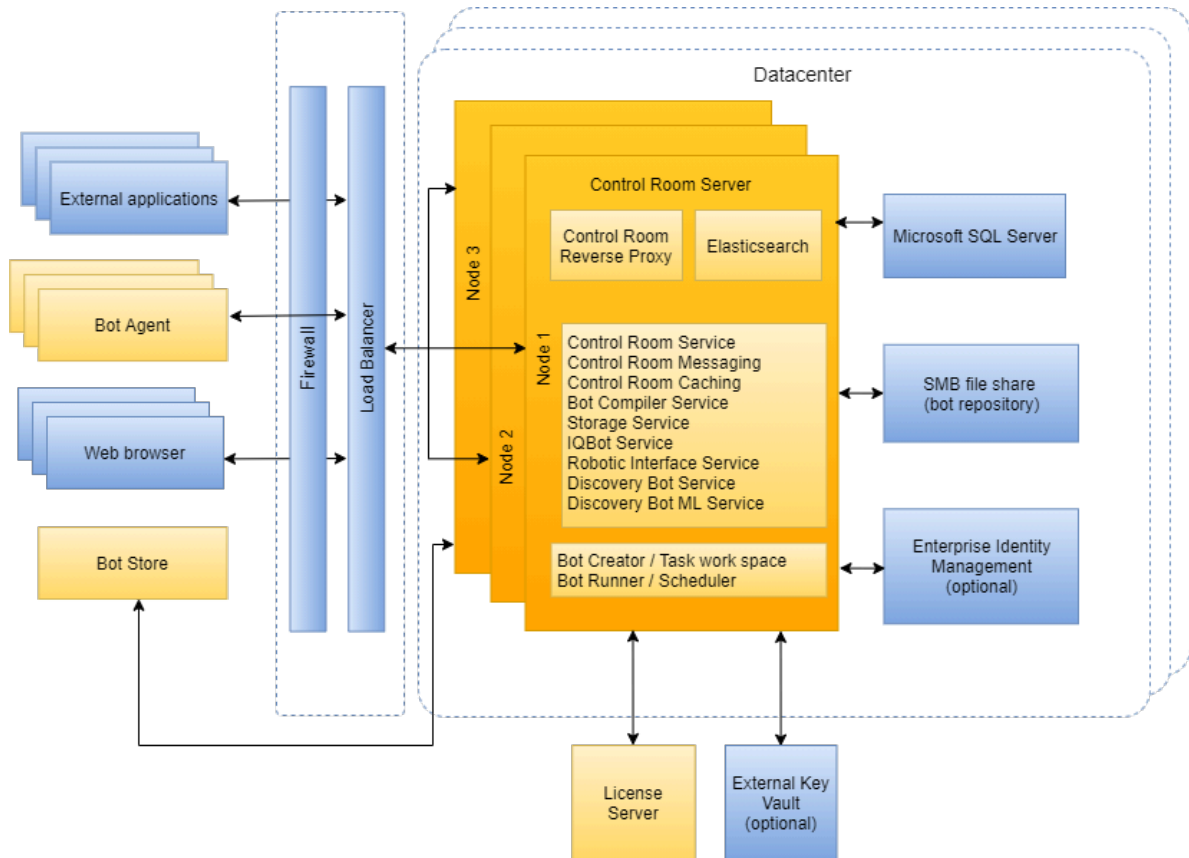 Datacenter
External applications
Bot Agent
Web browser
Bot Store
Firewall
Load Balancer
Node 3
Node 2
Node 1
Control Room Server
Control Room
Reverse Proxy
Elasticsearch
Control Room Service
Control Room Messaging
Control Room Caching
Bot Compiler Service
Storage Service
IQBot Service
Robotic Interface Service
Discovery Bot Service
Discovery Bot ML Service
Bot Creator / Task work space
Bot Runner / Scheduler
Microsoft SQL Server
SMB file share
(bot repository)
Enterprise Identity
Management
(optional)
License
Server
External Key
Vault
(optional)